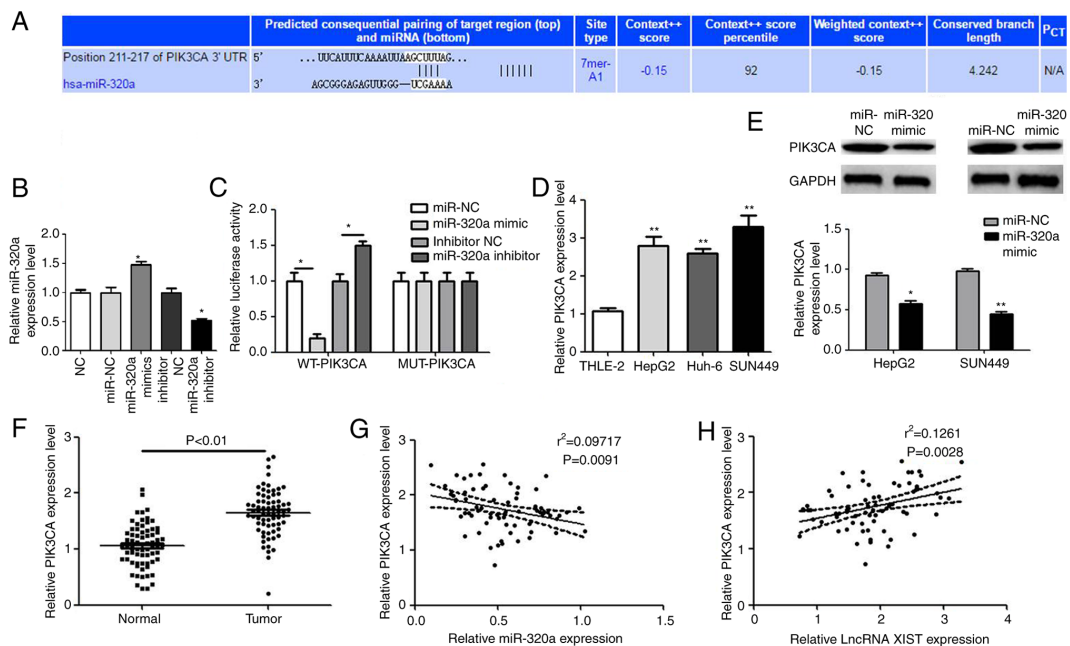 A
Predicted consequential pairing of target region (top) and miRNA (bottom)
Site type
Context++ score
Context++ score percentile
Weighted context++ score
Conserved branch length
PCT
Position 211-217 of PIK3CA 3' UTR
5' ...UUCAUUUCAAAUUAAGCUUUAG...
hsa-miR-320a
3' AGCGGGAGAGUUGGG--UCGAAAA
7mer-A1
-0.15
92
-0.15
4.242
N/A
B
Relative miR-320a expression level
2.0
1.5
1.0
0.5
0.0
NC
miR-NC
miR-320a mimics
inhibitor NC
miR-320a inhibitor
*
*
C
Relative luciferase activity
2.0
1.5
1.0
0.5
0.0
miR-NC
miR-320a mimic
Inhibitor NC
miR-320a inhibitor
*
*
WT-PIK3CA
MUT-PIK3CA
D
Relative PIK3CA expression level
4
3
2
1
0
**
**
**
THLE-2
HepG2
Huh-6
SUN449
E
miR-NC
miR-320 mimic
miR-NC
miR-320 mimic
PIK3CA
GAPDH
miR-NC
miR-320a mimic
Relative PIK3CA expression level
1.5
1.0
0.5
0.0
*
**
HepG2
SUN449
F
Relative PIK3CA expression level
3
2
1
0
P<0.01
Normal
Tumor
G
Relative PIK3CA expression level
3
2
1
0
r2=0.09717
P=0.0091
0.0
0.5
1.0
1.5
Relative miR-320a expression
H
Relative PIK3CA expression level
3
2
1
0
r2=0.1261
P=0.0028
0
1
2
3
4
Relative LncRNA XIST expression